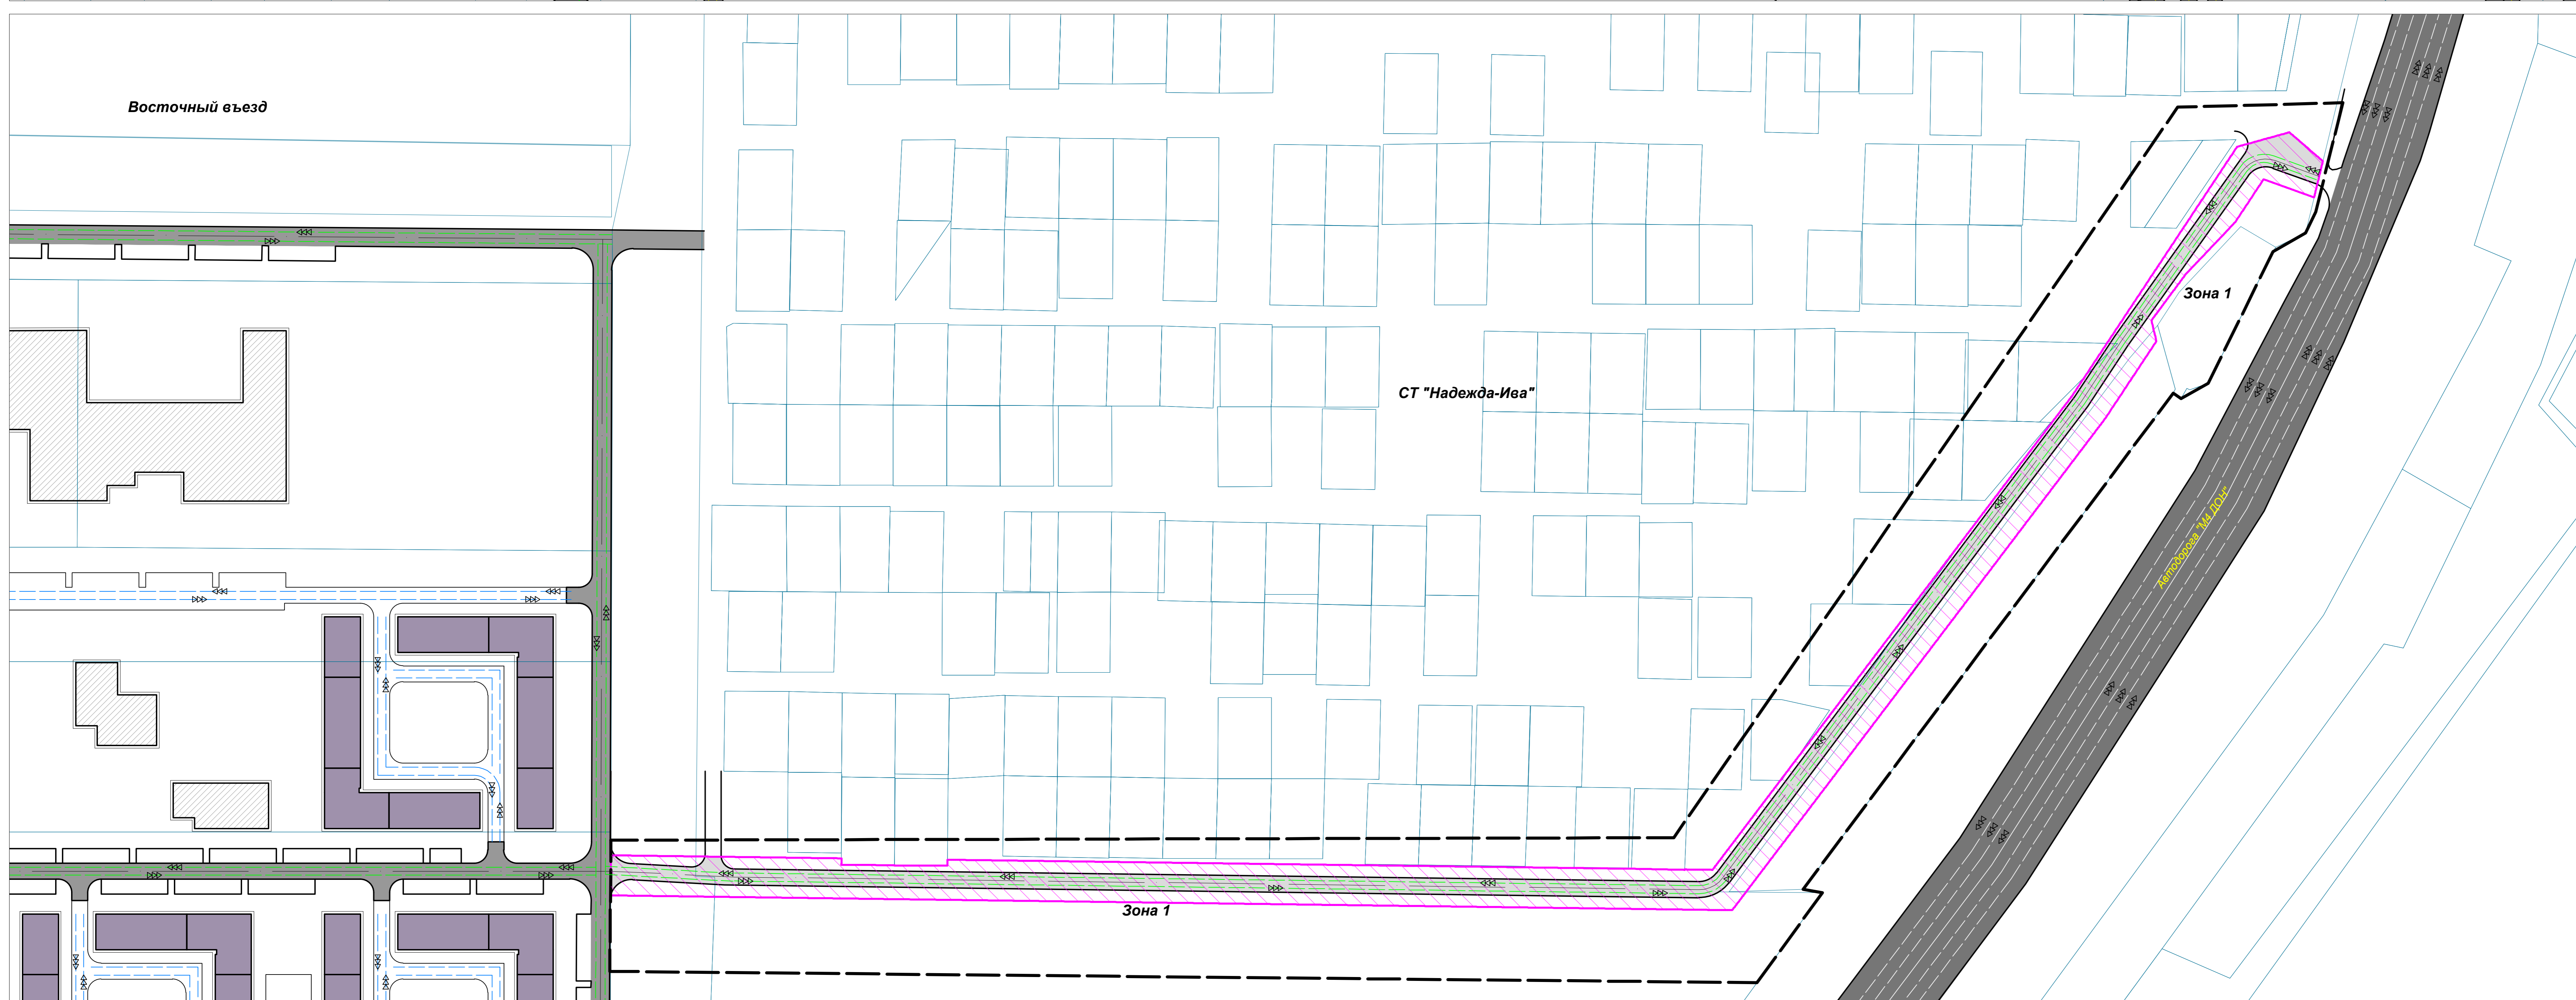 Восточный въезд
Зона 1
СТ "Надежда-Ива"
Автодорога "М4 ДОН"
Зона 1